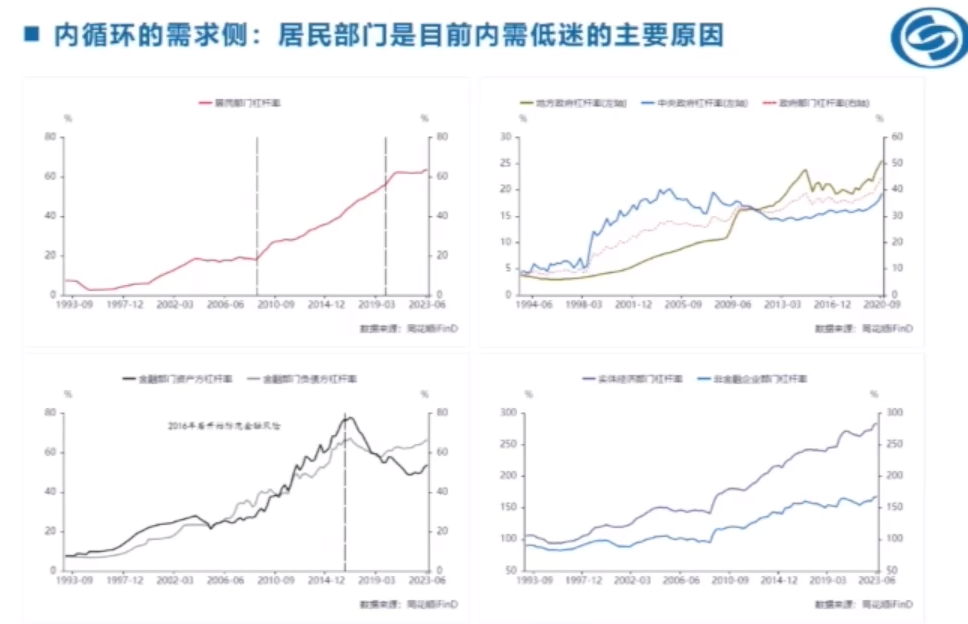 内循环的需求侧：居民部门是目前内需低迷的主要原因
居民部门杠杆率
% %
80 80
60 60
40 40
20 20
0 0
1993-09 1997-12 2002-03 2006-06 2010-09 2014-12 2019-03 2023-06
数据来源：同花顺iFinD
地方政府杠杆率(左轴) 中央政府杠杆率(左轴) 政府部门杠杆率(右轴)
% %
30 60
25 50
20 40
15 30
10 20
5 10
0 0
1994-06 1998-03 2001-12 2005-09 2009-06 2013-03 2016-12 2020-09
数据来源：同花顺iFinD
金融部门资产方杠杆率 金融部门负债方杠杆率
% %
2016年底开始防范金融风险
80 80
60 60
40 40
20 20
0 0
1993-09 1997-12 2002-03 2006-06 2010-09 2014-12 2019-03 2023-06
数据来源：同花顺iFinD
实体经济部门杠杆率 非金融企业部门杠杆率
% %
300 300
250 250
200 200
150 150
100 100
50 50
1993-09 1997-12 2002-03 2006-06 2010-09 2014-12 2019-03 2023-06
数据来源：同花顺iFinD